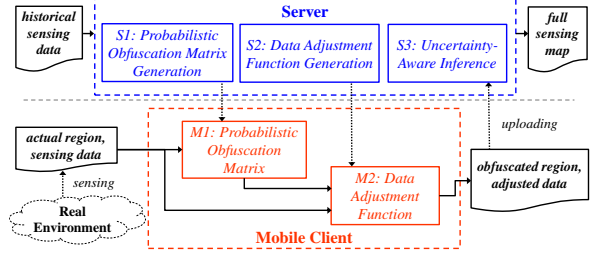 Server
historical
sensing
data
S1: Probabilistic
Obfuscation Matrix
Generation
S2: Data Adjustment
Function Generation
S3: Uncertainty-
Aware Inference
full
sensing
map
actual region,
sensing data
M1: Probabilistic
Obfuscation
Matrix
uploading
sensing
M2: Data
Adjustment
Function
obfuscated region,
adjusted data
Real
Environment
Mobile Client